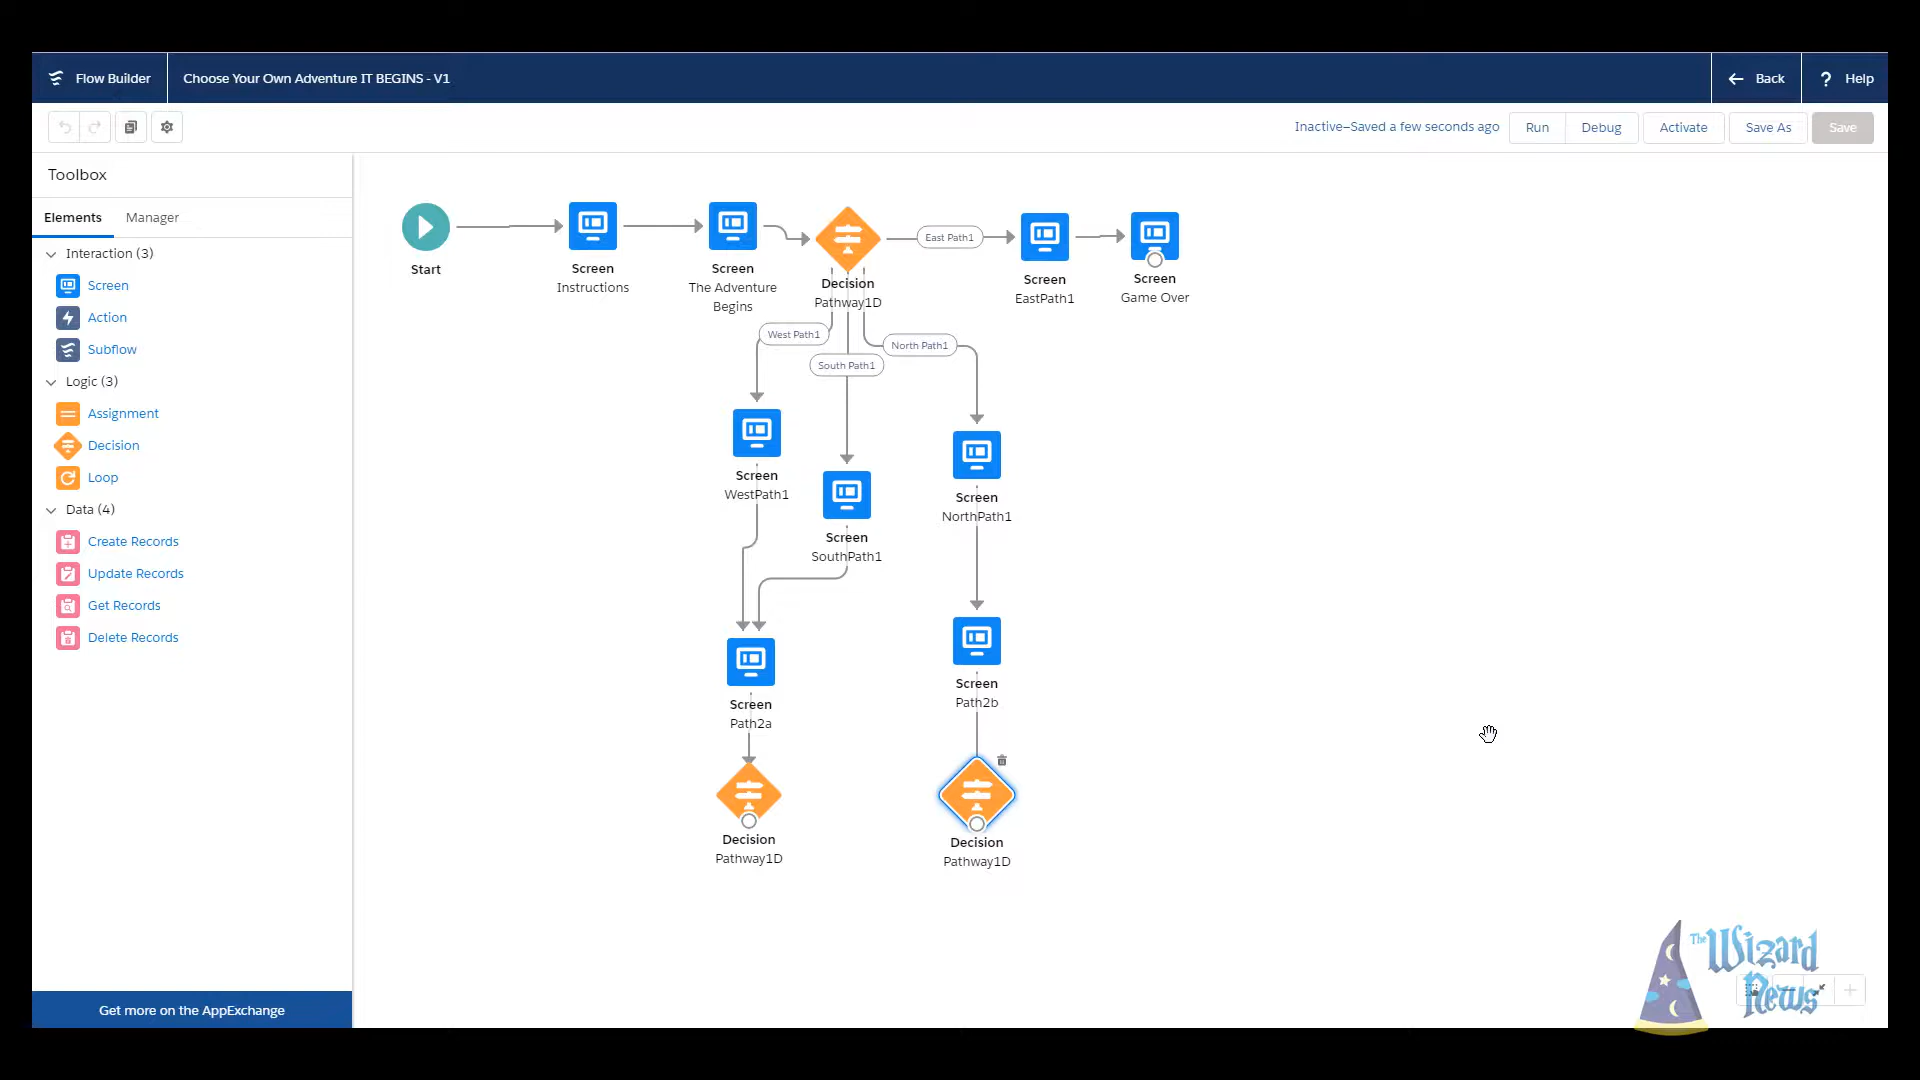 Flow Builder
Choose Your Own Adventure IT BEGINS - V1
Back
? Help
Inactive–Saved a few seconds ago
Run
Debug
Activate
Save As
Save
Toolbox
Elements
Manager
Interaction (3)
Screen
Action
Subflow
Logic (3)
Assignment
Decision
Loop
Data (4)
Create Records
Update Records
Get Records
Delete Records
Get more on the AppExchange
Start
Screen
Instructions
Screen
The Adventure
Begins
Decision
Pathway1D
East Path1
Screen
EastPath1
Screen
Game Over
West Path1
South Path1
North Path1
Screen
WestPath1
Screen
SouthPath1
Screen
NorthPath1
Screen
Path2a
Screen
Path2b
Decision
Pathway1D
Decision
Pathway1D
The Wizard
News